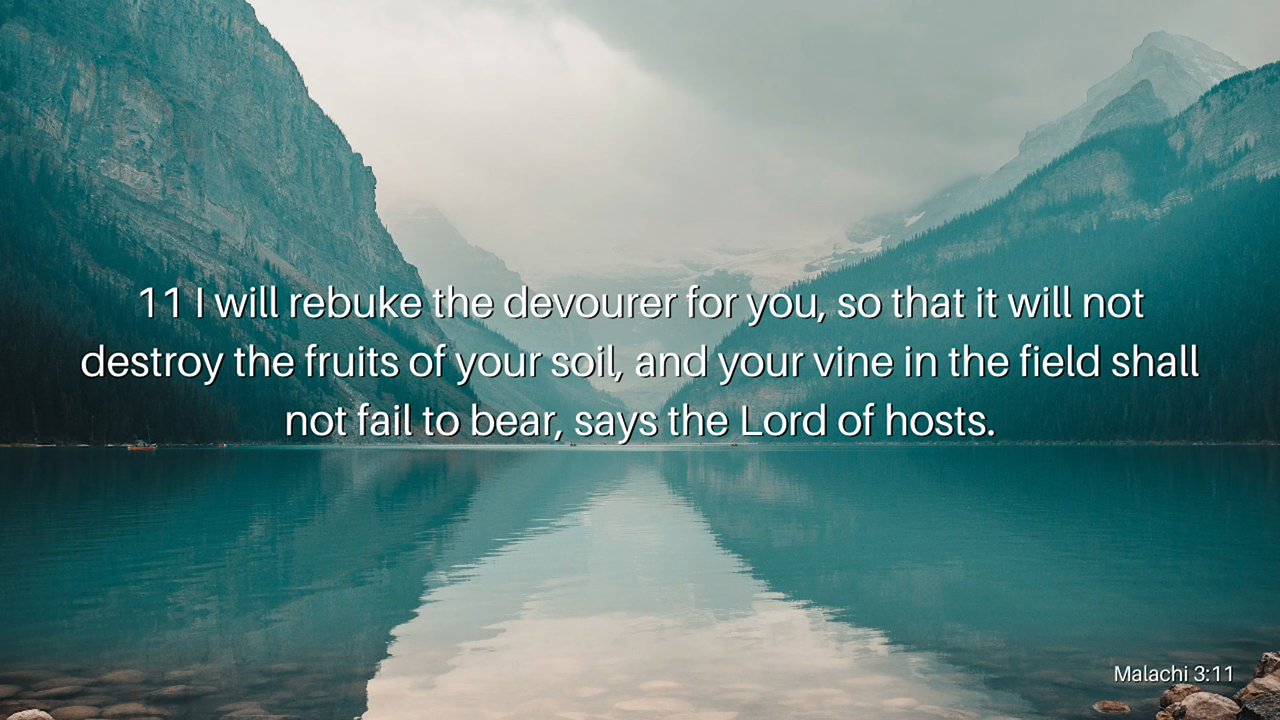 11 I will rebuke the devourer for you, so that it will not
destroy the fruits of your soil, and your vine in the field shall
not fail to bear, says the Lord of hosts.
Malachi 3:11